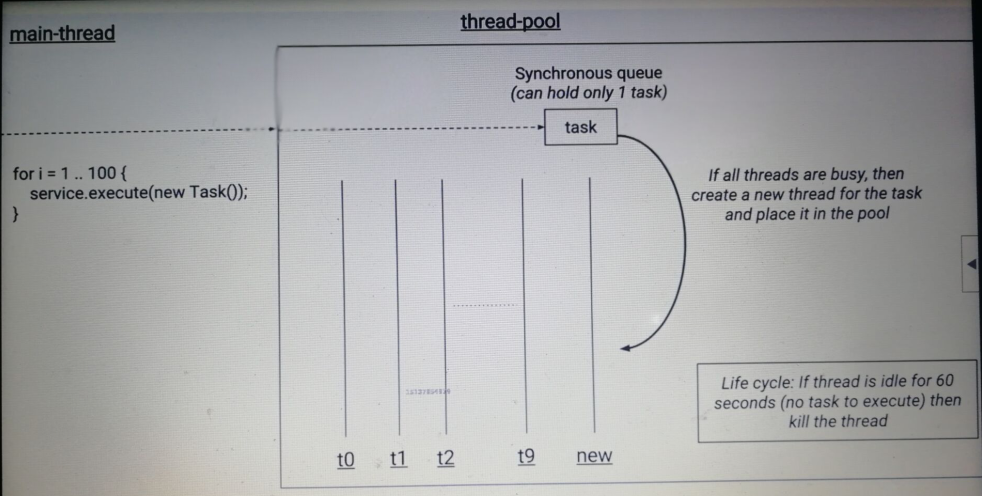 main-thread
thread-pool
Synchronous queue
(can hold only 1 task)
task
for i = 1 .. 100 {
service.execute(new Task());
}
If all threads are busy, then
create a new thread for the task
and place it in the pool
Life cycle: If thread is idle for 60
seconds (no task to execute) then
kill the thread
t0
t1
t2
t9
new